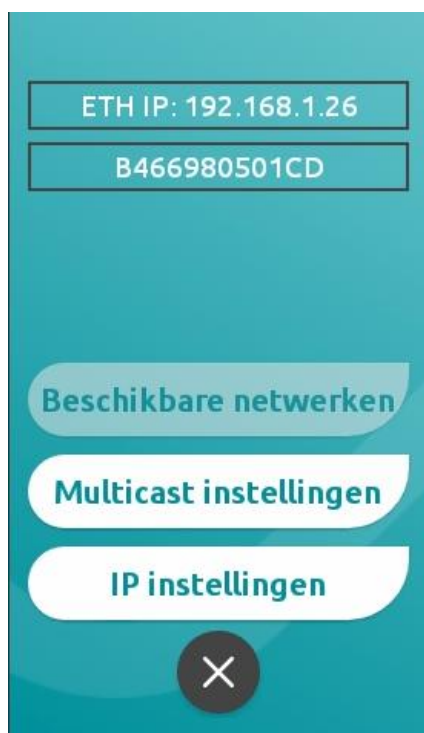 ETH IP: 192.168.1.26
B466980501CD
Beschikbare netwerken
Multicast instellingen
IP instellingen